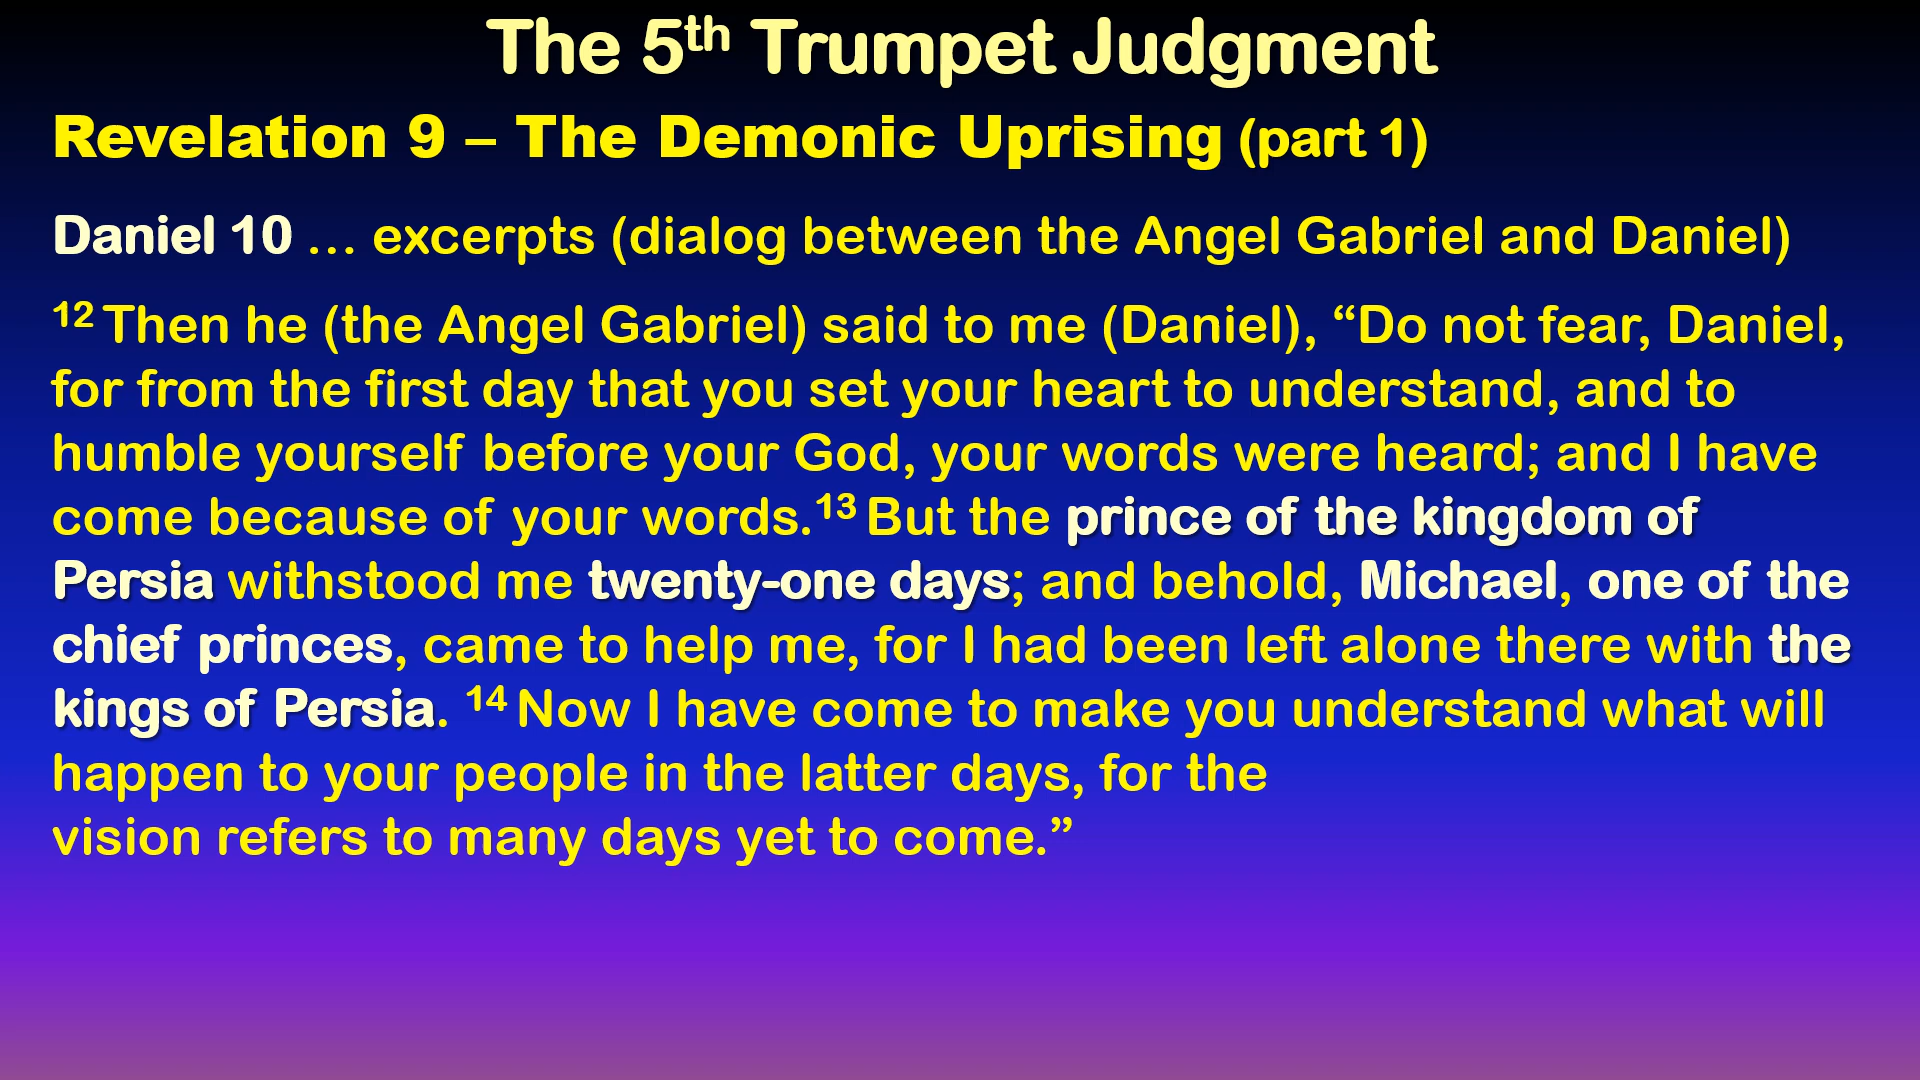 The 5th Trumpet Judgment
Revelation 9 – The Demonic Uprising (part 1)
Daniel 10 … excerpts (dialog between the Angel Gabriel and Daniel)
12 Then he (the Angel Gabriel) said to me (Daniel), “Do not fear, Daniel,
for from the first day that you set your heart to understand, and to
humble yourself before your God, your words were heard; and I have
come because of your words.13 But the prince of the kingdom of
Persia withstood me twenty-one days; and behold, Michael, one of the
chief princes, came to help me, for I had been left alone there with the
kings of Persia. 14 Now I have come to make you understand what will
happen to your people in the latter days, for the
vision refers to many days yet to come.”